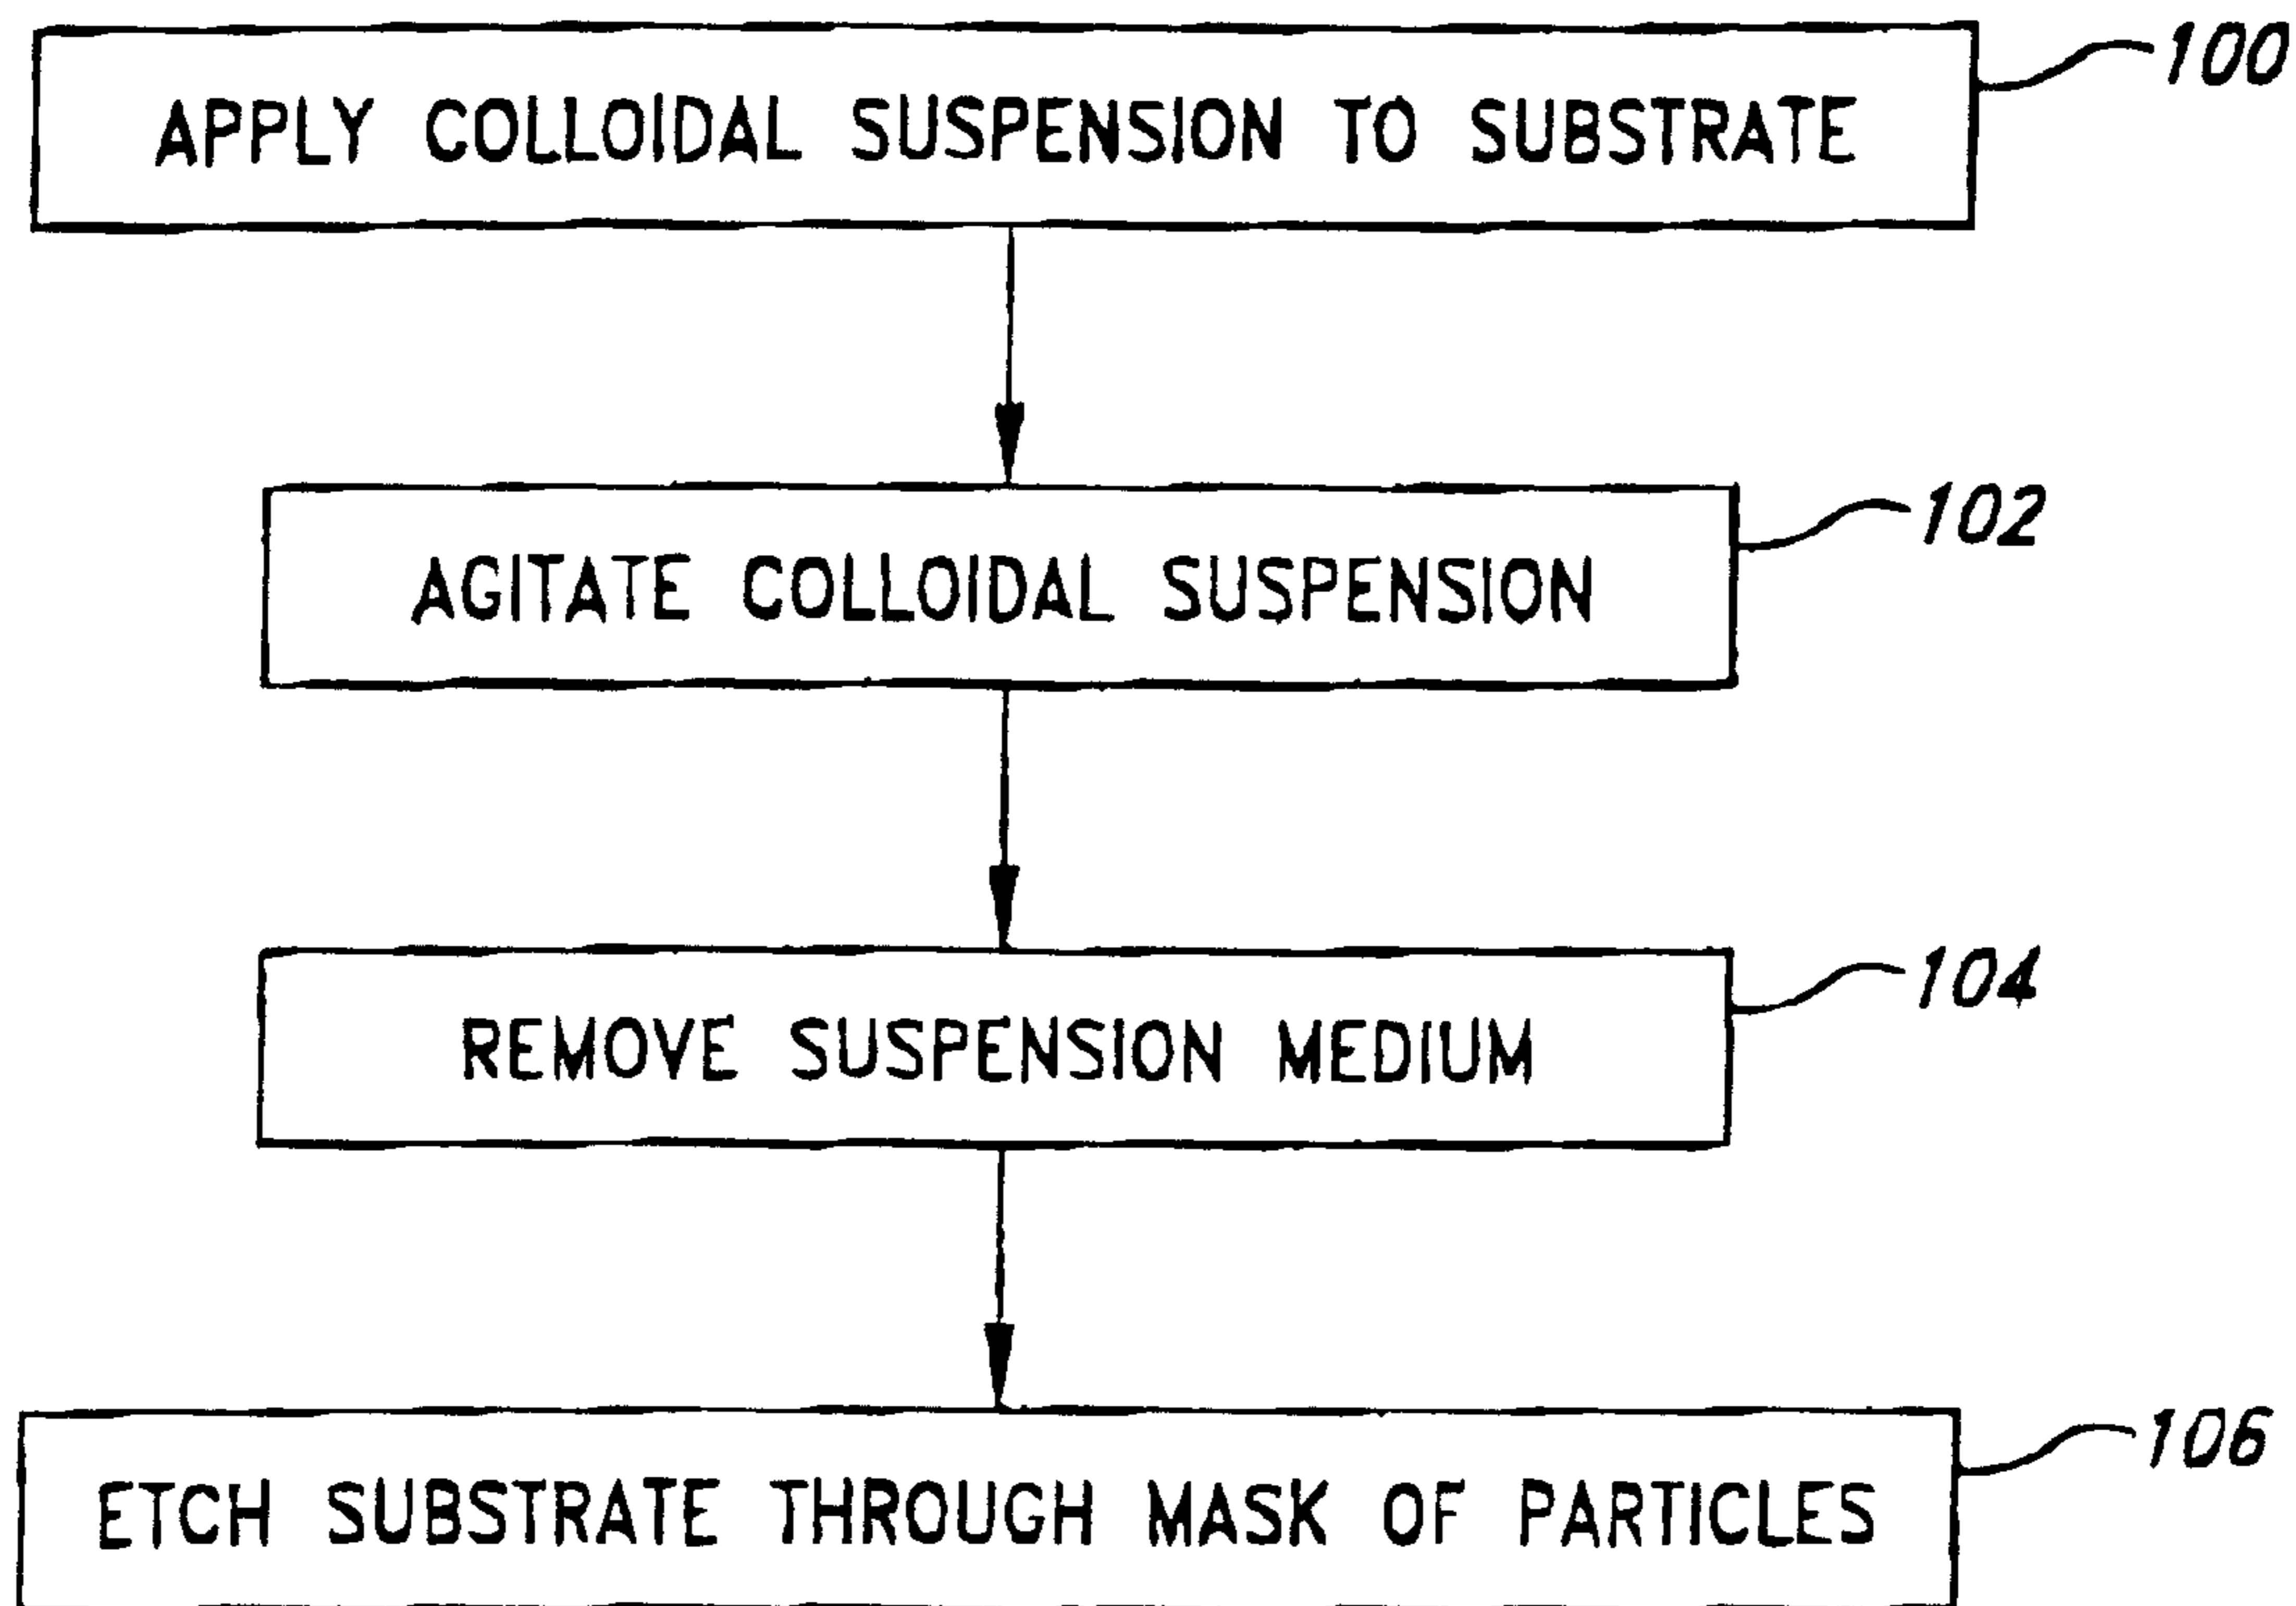 APPLY COLLOIDAL SUSPENSION TO SUBSTRATE
100
AGITATE COLLOIDAL SUSPENSION
102
REMOVE SUSPENSION MEDIUM
104
ETCH SUBSTRATE THROUGH MASK OF PARTICLES
106